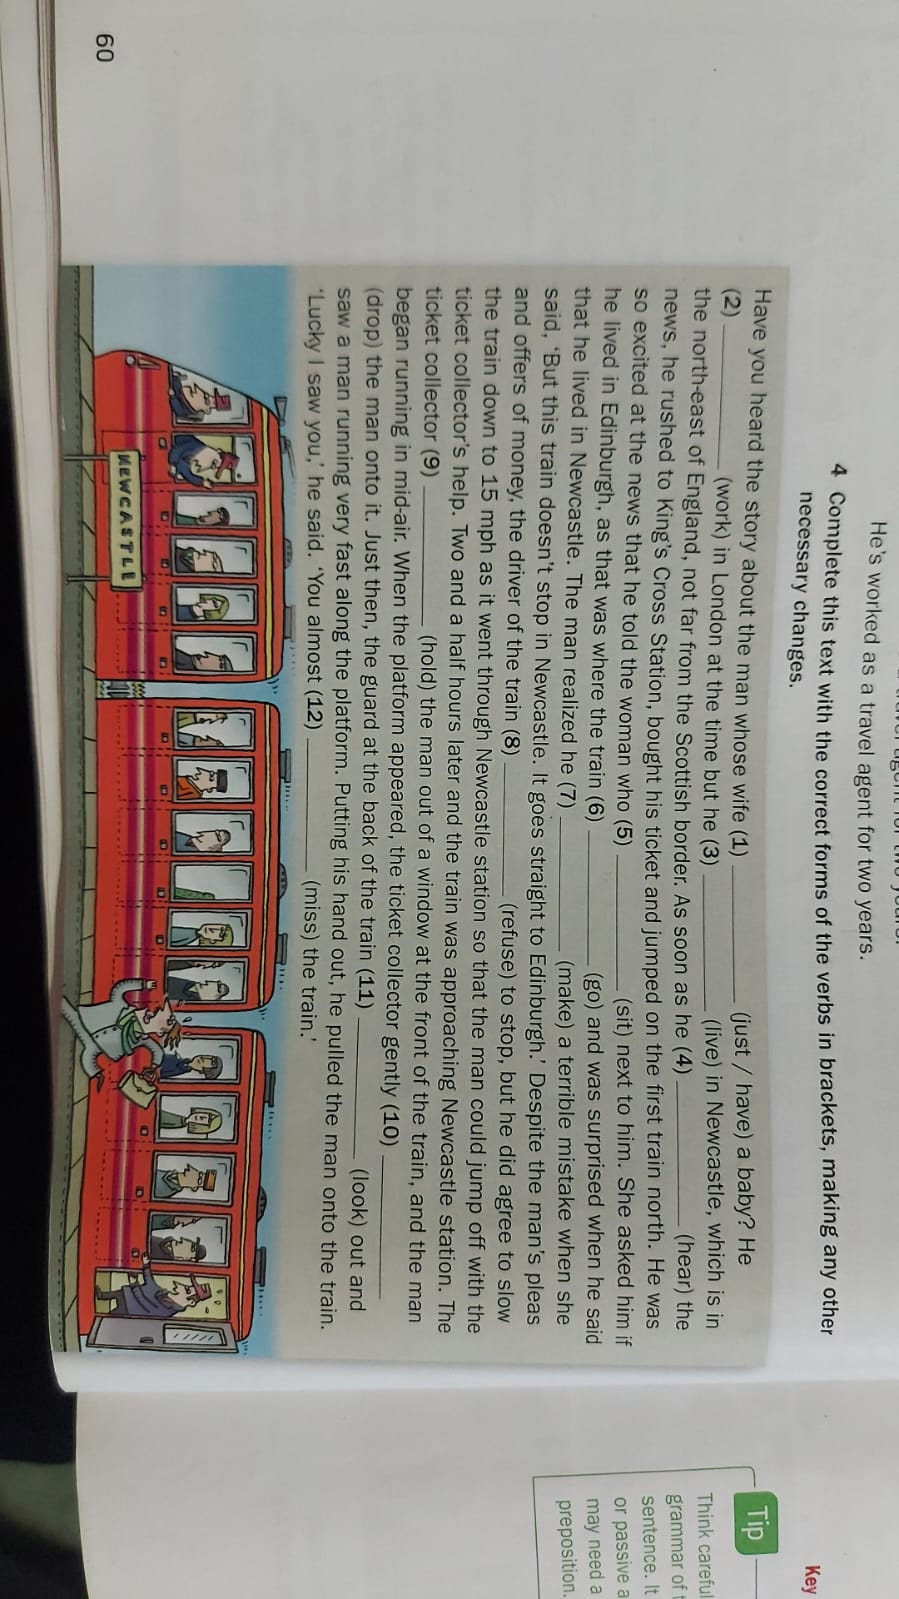 He's worked as a travel agent for two years.
4 Complete this text with the correct forms of the verbs in brackets, making any other
necessary changes.
Have you heard the story about the man whose wife (1) ________ (just / have) a baby? He
(2) ________ (work) in London at the time but he (3) ________ (live) in Newcastle, which is in
the north-east of England, not far from the Scottish border. As soon as he (4) ________ (hear) the
news, he rushed to King's Cross Station, bought his ticket and jumped on the first train north. He was
so excited at the news that he told the woman who (5) ________ (sit) next to him. She asked him if
he lived in Edinburgh, as that was where the train (6) ________ (go) and was surprised when he said
that he lived in Newcastle. The man realized he (7) ________ (make) a terrible mistake when she
said, 'But this train doesn't stop in Newcastle. It goes straight to Edinburgh.' Despite the man's pleas
and offers of money, the driver of the train (8) ________ (refuse) to stop, but he did agree to slow
the train down to 15 mph as it went through Newcastle station so that the man could jump off with the
ticket collector's help. Two and a half hours later and the train was approaching Newcastle station. The
ticket collector (9) ________ (hold) the man out of a window at the front of the train, and the man
began running in mid-air. When the platform appeared, the ticket collector gently (10) ________
(drop) the man onto it. Just then, the guard at the back of the train (11) ________ (look) out and
saw a man running very fast along the platform. Putting his hand out, he pulled the man onto the train.
'Lucky I saw you,' he said. 'You almost (12) ________ (miss) the train.'
NEWCASTLE
60
Key
Tip
Think careful
grammar of
sentence. It
or passive a
may need a
preposition.